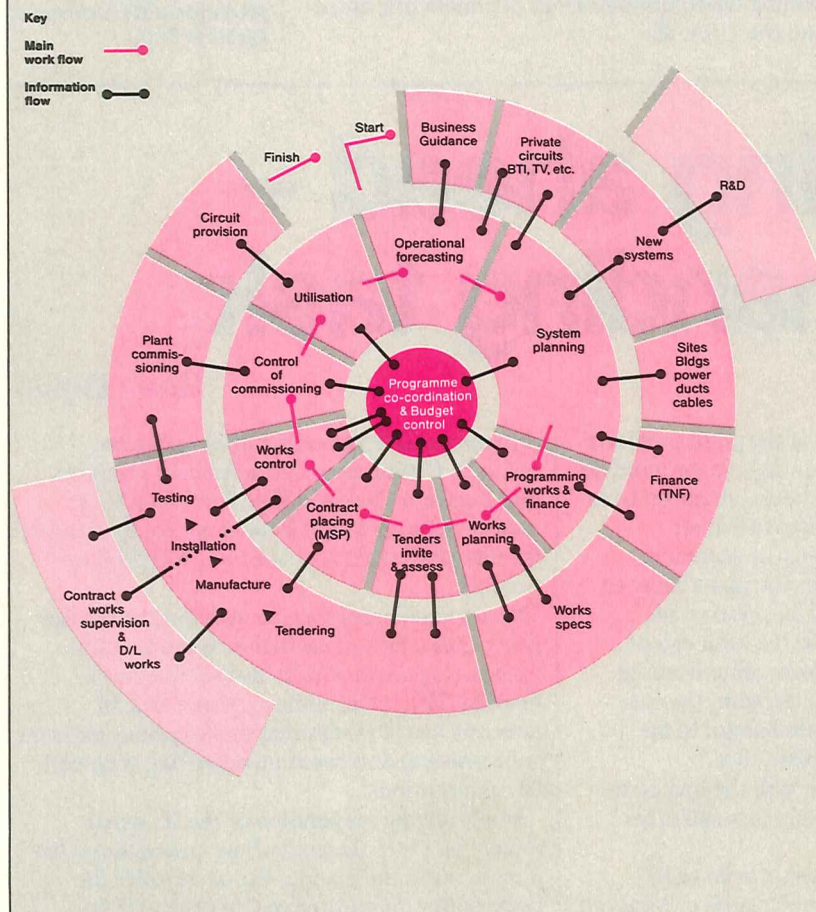 Key
Main
work flow
Information
flow
Start
Finish
Business
Guidance
Private
circuits
BTI, TV, etc.
R&D
New
systems
Sites
Bldgs
power
ducts
cables
Finance
(TNF)
Works
specs
Tendering
Manufacture
Installation
Testing
Contract
works
supervision
&
D/L
works
Plant
commis-
sioning
Circuit
provision
Operational
forecasting
System
planning
Programming
works &
finance
Works
planning
Tenders
invite
& assess
Contract
placing
(MSP)
Works
control
Control
of
commissioning
Utilisation
Programme
co-cordination
& Budget
control